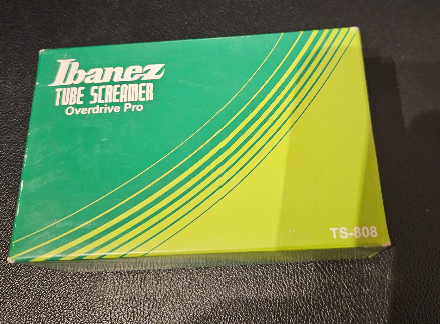 Ibanez
TUBE SCREAMER
Overdrive Pro
TS-808